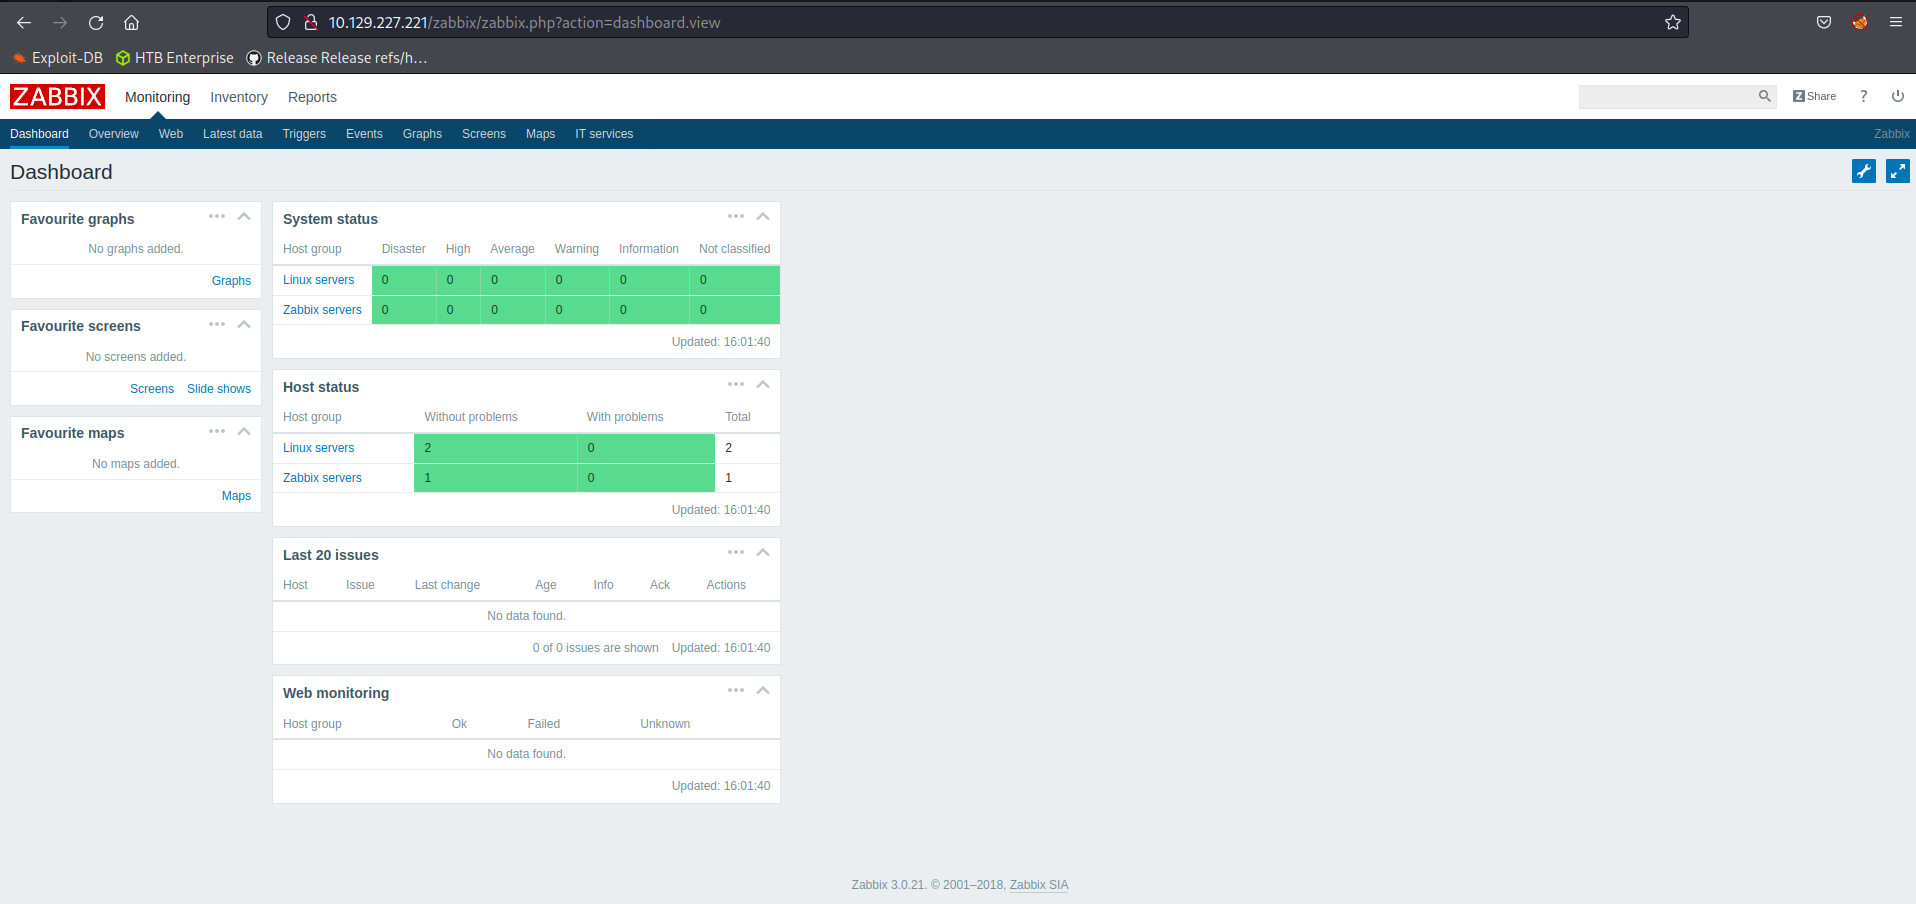 10.129.227.221/zabbix/zabbix.php?action=dashboard.view
Exploit-DB HTB Enterprise Release Release refs/h...
ZABBIX Monitoring Inventory Reports Z Share ?
Dashboard Overview Web Latest data Triggers Events Graphs Screens Maps IT services Zabbix
Dashboard
Favourite graphs
No graphs added.
Graphs
Favourite screens
No screens added.
Screens Slide shows
Favourite maps
No maps added.
Maps
System status
Host group Disaster High Average Warning Information Not classified
Linux servers 0 0 0 0 0 0
Zabbix servers 0 0 0 0 0 0
Updated: 16:01:40
Host status
Host group Without problems With problems Total
Linux servers 2 0 2
Zabbix servers 1 0 1
Updated: 16:01:40
Last 20 issues
Host Issue Last change Age Info Ack Actions
No data found.
0 of 0 issues are shown Updated: 16:01:40
Web monitoring
Host group Ok Failed Unknown
No data found.
Updated: 16:01:40
Zabbix 3.0.21. © 2001–2018, Zabbix SIA